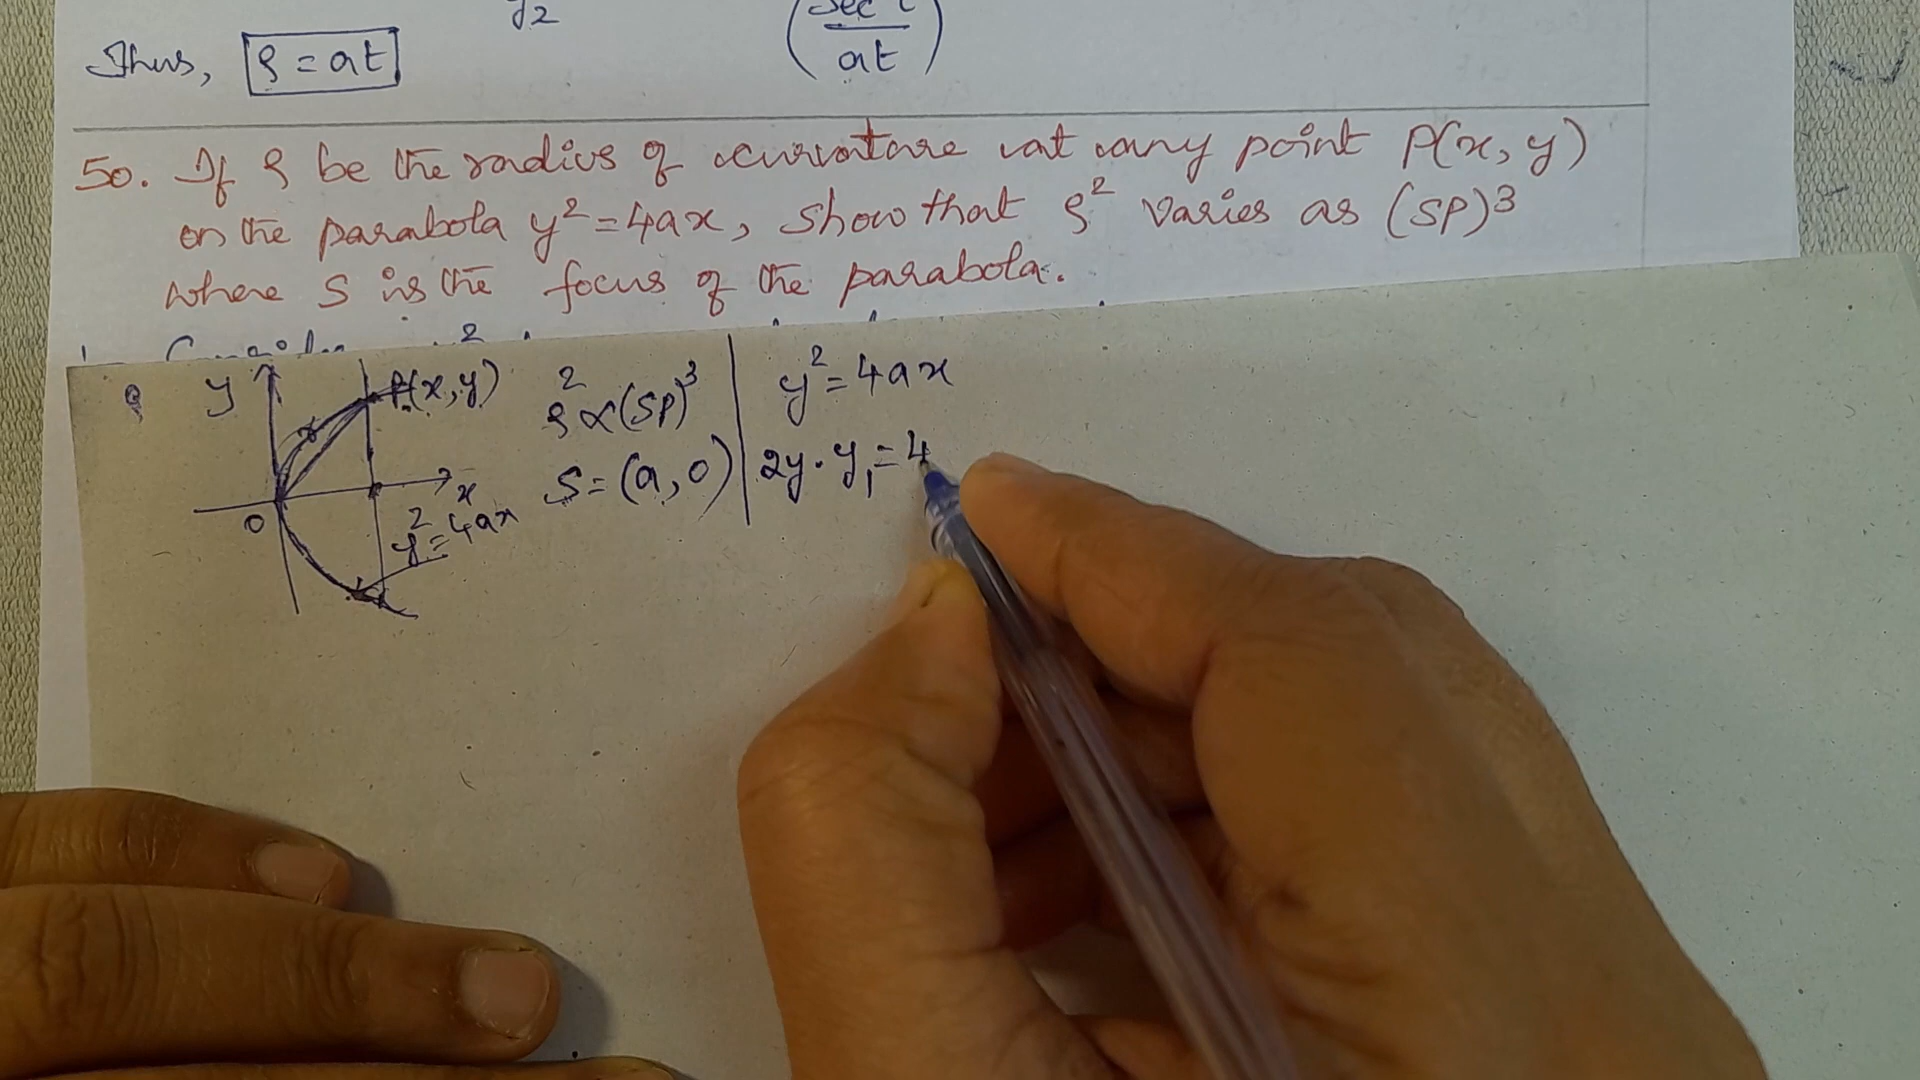 y2
(sec t / at)
Thus, ρ = at
50. If ρ be the radius of curvature at any point P(x, y)
on the parabola y² = 4ax, show that ρ² varies as (SP)³
where S is the focus of the parabola.
y P(x, y)
x
O
y² = 4ax
ρ² ∝ (SP)³
S = (a, 0)
y² = 4ax
2y · y₁ = 4